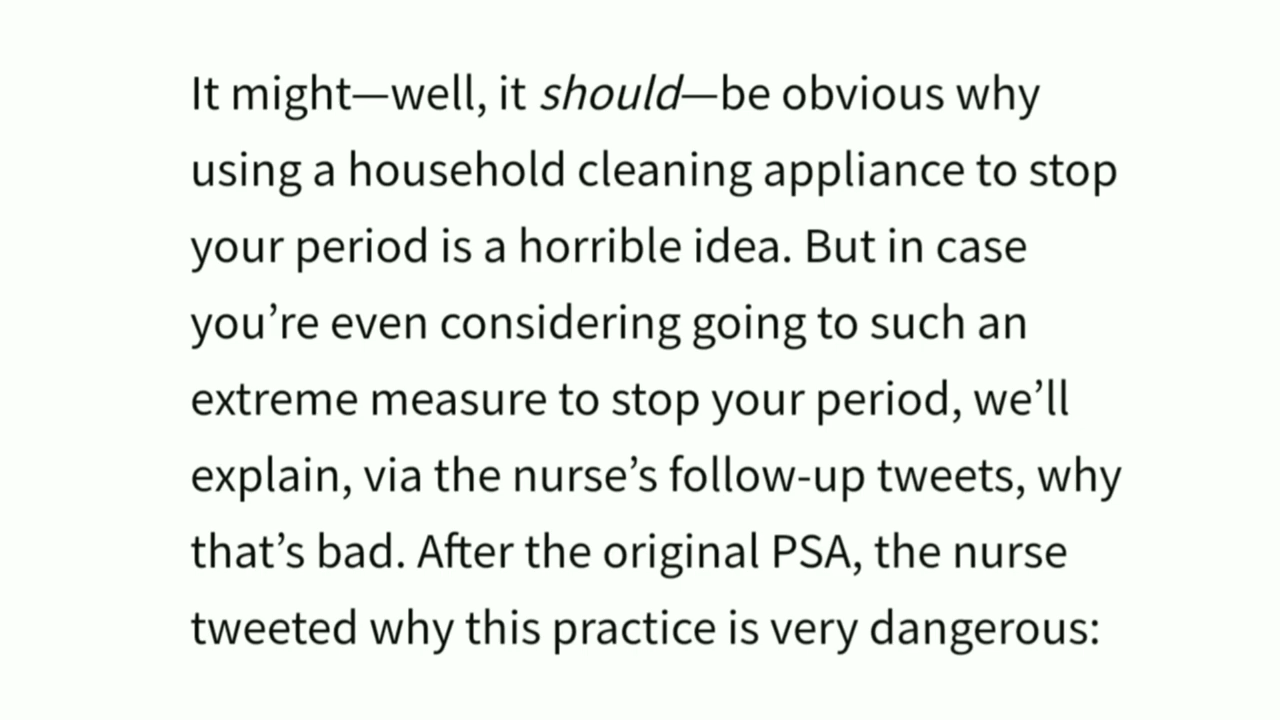 It might—well, it should—be obvious why
using a household cleaning appliance to stop
your period is a horrible idea. But in case
you’re even considering going to such an
extreme measure to stop your period, we’ll
explain, via the nurse’s follow-up tweets, why
that’s bad. After the original PSA, the nurse
tweeted why this practice is very dangerous: